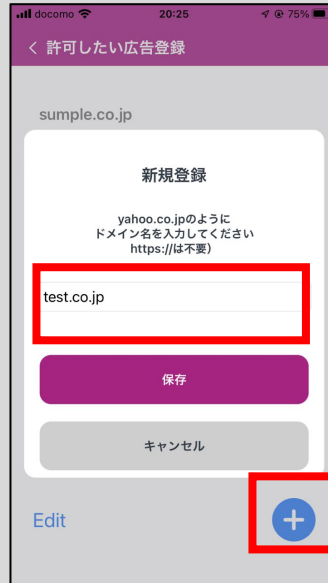 docomo 20:25 75%
許可したい広告登録
sumple.co.jp
新規登録
yahoo.co.jpのように
ドメイン名を入力してください
https://は不要）
test.co.jp
保存
キャンセル
Edit